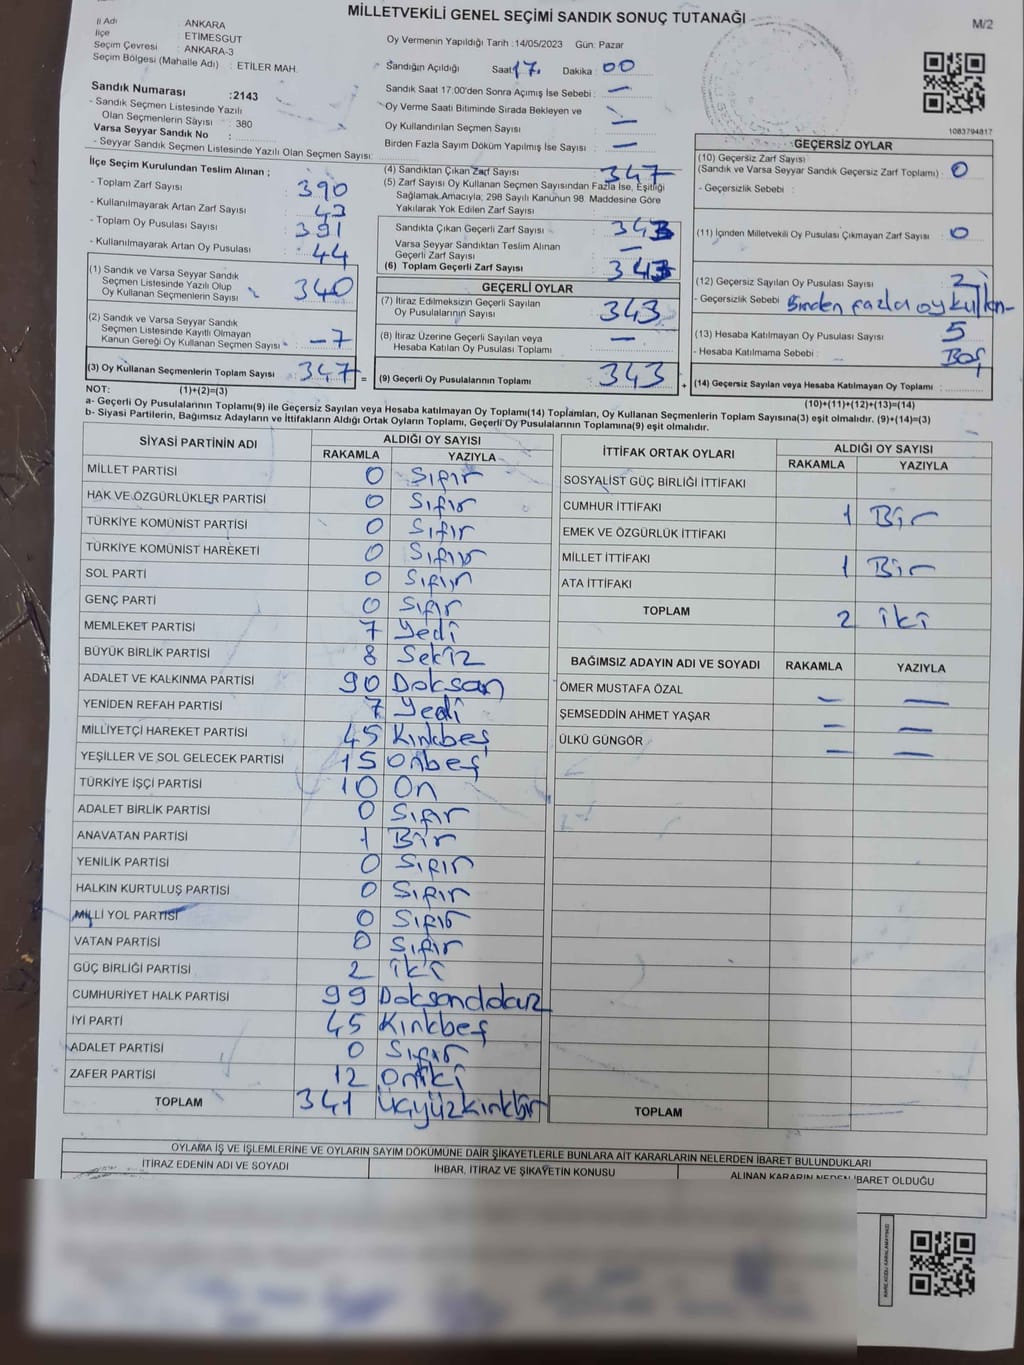 MİLLETVEKİLİ GENEL SEÇİMİ SANDIK SONUÇ TUTANAĞI
M/2
İl Adı : ANKARA
İlçe : ETİMESGUT
Seçim Çevresi : ANKARA-3
Seçim Bölgesi (Mahalle Adı) : ETİLER MAH.
Oy Vermenin Yapıldığı Tarih : 14/05/2023 Gün: Pazar
Sandığın Açıldığı Saat 17. Dakika : 00
Sandık Saat 17:00'den Sonra Açımış İse Sebebi : —
Oy Verme Saati Bitiminde Sırada Bekleyen ve
Oy Kullandırılan Seçmen Sayısı : —
Birden Fazla Sayım Döküm Yapılmış İse Sayısı : —
Sandık Numarası :2143
- Sandık Seçmen Listesinde Yazılı
Olan Seçmenlerin Sayısı : 380
Varsa Seyyar Sandık No :
- Seyyar Sandık Seçmen Listesinde Yazılı Olan Seçmen Sayısı:
1083794817
İlçe Seçim Kurulundan Teslim Alınan ;
- Toplam Zarf Sayısı : 390
- Kullanılmayarak Artan Zarf Sayısı : 43
- Toplam Oy Pusulası Sayısı : 391
- Kullanılmayarak Artan Oy Pusulası : 44
(1) Sandık ve Varsa Seyyar Sandık
Seçmen Listesinde Yazılı Olup
Oy Kullanan Seçmenlerin Sayısı : 340
(2) Sandık ve Varsa Seyyar Sandık
Seçmen Listesinde Kayıtlı Olmayan
Kanun Gereği Oy Kullanan Seçmen Sayısı : —7
(3) Oy Kullanan Seçmenlerin Toplam Sayısı : 347 =
(4) Sandıktan Çıkan Zarf Sayısı : 347
(5) Zarf Sayısı Oy Kullanan Seçmen Sayısından Fazla İse, Eşitliği
Sağlamak Amacıyla, 298 Sayılı Kanunun 98. Maddesine Göre
Yakılarak Yok Edilen Zarf Sayısı :
Sandıkta Çıkan Geçerli Zarf Sayısı : 343
Varsa Seyyar Sandıktan Teslim Alınan
Geçerli Zarf Sayısı : —
(6) Toplam Geçerli Zarf Sayısı : 343
GEÇERLİ OYLAR
(7) İtiraz Edilmeksizin Geçerli Sayılan
Oy Pusulalarının Sayısı : 343
(8) İtiraz Üzerine Geçerli Sayılan veya
Hesaba Katılan Oy Pusulası Toplamı : —
(9) Geçerli Oy Pusulalarının Toplamı : 343 +
GEÇERSİZ OYLAR
(10) Geçersiz Zarf Sayısı
(Sandık ve Varsa Seyyar Sandık Geçersiz Zarf Toplamı) : 0
- Geçersizlik Sebebi :
(11) İçinden Milletvekili Oy Pusulası Çıkmayan Zarf Sayısı : 0
(12) Geçersiz Sayılan Oy Pusulası Sayısı : 2
- Geçersizlik Sebebi : Birden fazla oy kullan-
(13) Hesaba Katılmayan Oy Pusulası Sayısı : 5
- Hesaba Katılmama Sebebi : Boş
(14) Geçersiz Sayılan veya Hesaba Katılmayan Oy Toplamı :
NOT: (1)+(2)=(3) (10)+(11)+(12)+(13)=(14)
a- Geçerli Oy Pusulalarının Toplamı(9) ile Geçersiz Sayılan veya Hesaba katılmayan Oy Toplamı(14) Toplamları, Oy Kullanan Seçmenlerin Toplam Sayısına(3) eşit olmalıdır. (9)+(14)=(3)
b- Siyasi Partilerin, Bağımsız Adayların ve İttifakların Aldığı Ortak Oyların Toplamı, Geçerli Oy Pusulalarının Toplamına(9) eşit olmalıdır.
SİYASİ PARTİNİN ADI ALDIĞI OY SAYISI
RAKAMLA YAZIYLA
MİLLET PARTİSİ 0 Sıfır
HAK VE ÖZGÜRLÜKLER PARTİSİ 0 Sıfır
TÜRKİYE KOMÜNİST PARTİSİ 0 Sıfır
TÜRKİYE KOMÜNİST HAREKETİ 0 Sıfır
SOL PARTİ 0 Sıfır
GENÇ PARTİ 0 Sıfır
MEMLEKET PARTİSİ 7 Yedi
BÜYÜK BİRLİK PARTİSİ 8 Sekiz
ADALET VE KALKINMA PARTİSİ 90 Doksan
YENİDEN REFAH PARTİSİ 7 Yedi
MİLLİYETÇİ HAREKET PARTİSİ 45 Kırkbeş
YEŞİLLER VE SOL GELECEK PARTİSİ 15 Onbeş
TÜRKİYE İŞÇİ PARTİSİ 10 On
ADALET BİRLİK PARTİSİ 0 Sıfır
ANAVATAN PARTİSİ 1 Bir
YENİLİK PARTİSİ 0 Sıfır
HALKIN KURTULUŞ PARTİSİ 0 Sıfır
MİLLİ YOL PARTİSİ 0 Sıfır
VATAN PARTİSİ 0 Sıfır
GÜÇ BİRLİĞİ PARTİSİ 2 iki
CUMHURİYET HALK PARTİSİ 99 Doksandokuz
İYİ PARTİ 45 Kırkbeş
ADALET PARTİSİ 0 Sıfır
ZAFER PARTİSİ 12 Oniki
TOPLAM 341 Üçyüzkırkbir
İTTİFAK ORTAK OYLARI ALDIĞI OY SAYISI
RAKAMLA YAZIYLA
SOSYALİST GÜÇ BİRLİĞİ İTTİFAKI
CUMHUR İTTİFAKI 1 Bir
EMEK VE ÖZGÜRLÜK İTTİFAKI
MİLLET İTTİFAKI 1 Bir
ATA İTTİFAKI
TOPLAM 2 iki
BAĞIMSIZ ADAYIN ADI VE SOYADI RAKAMLA YAZIYLA
ÖMER MUSTAFA ÖZAL — —
ŞEMSEDDİN AHMET YAŞAR — —
ÜLKÜ GÜNGÖR — —
TOPLAM
OYLAMA İŞ VE İŞLEMLERİNE VE OYLARIN SAYIM DÖKÜMÜNE DAİR ŞİKAYETLERLE BUNLARA AİT KARARLARIN NELERDEN İBARET BULUNDUKLARI
İTİRAZ EDENİN ADI VE SOYADI İHBAR, İTİRAZ VE ŞİKAYETİN KONUSU ALINAN KARARIN NEDEN İBARET OLDUĞU